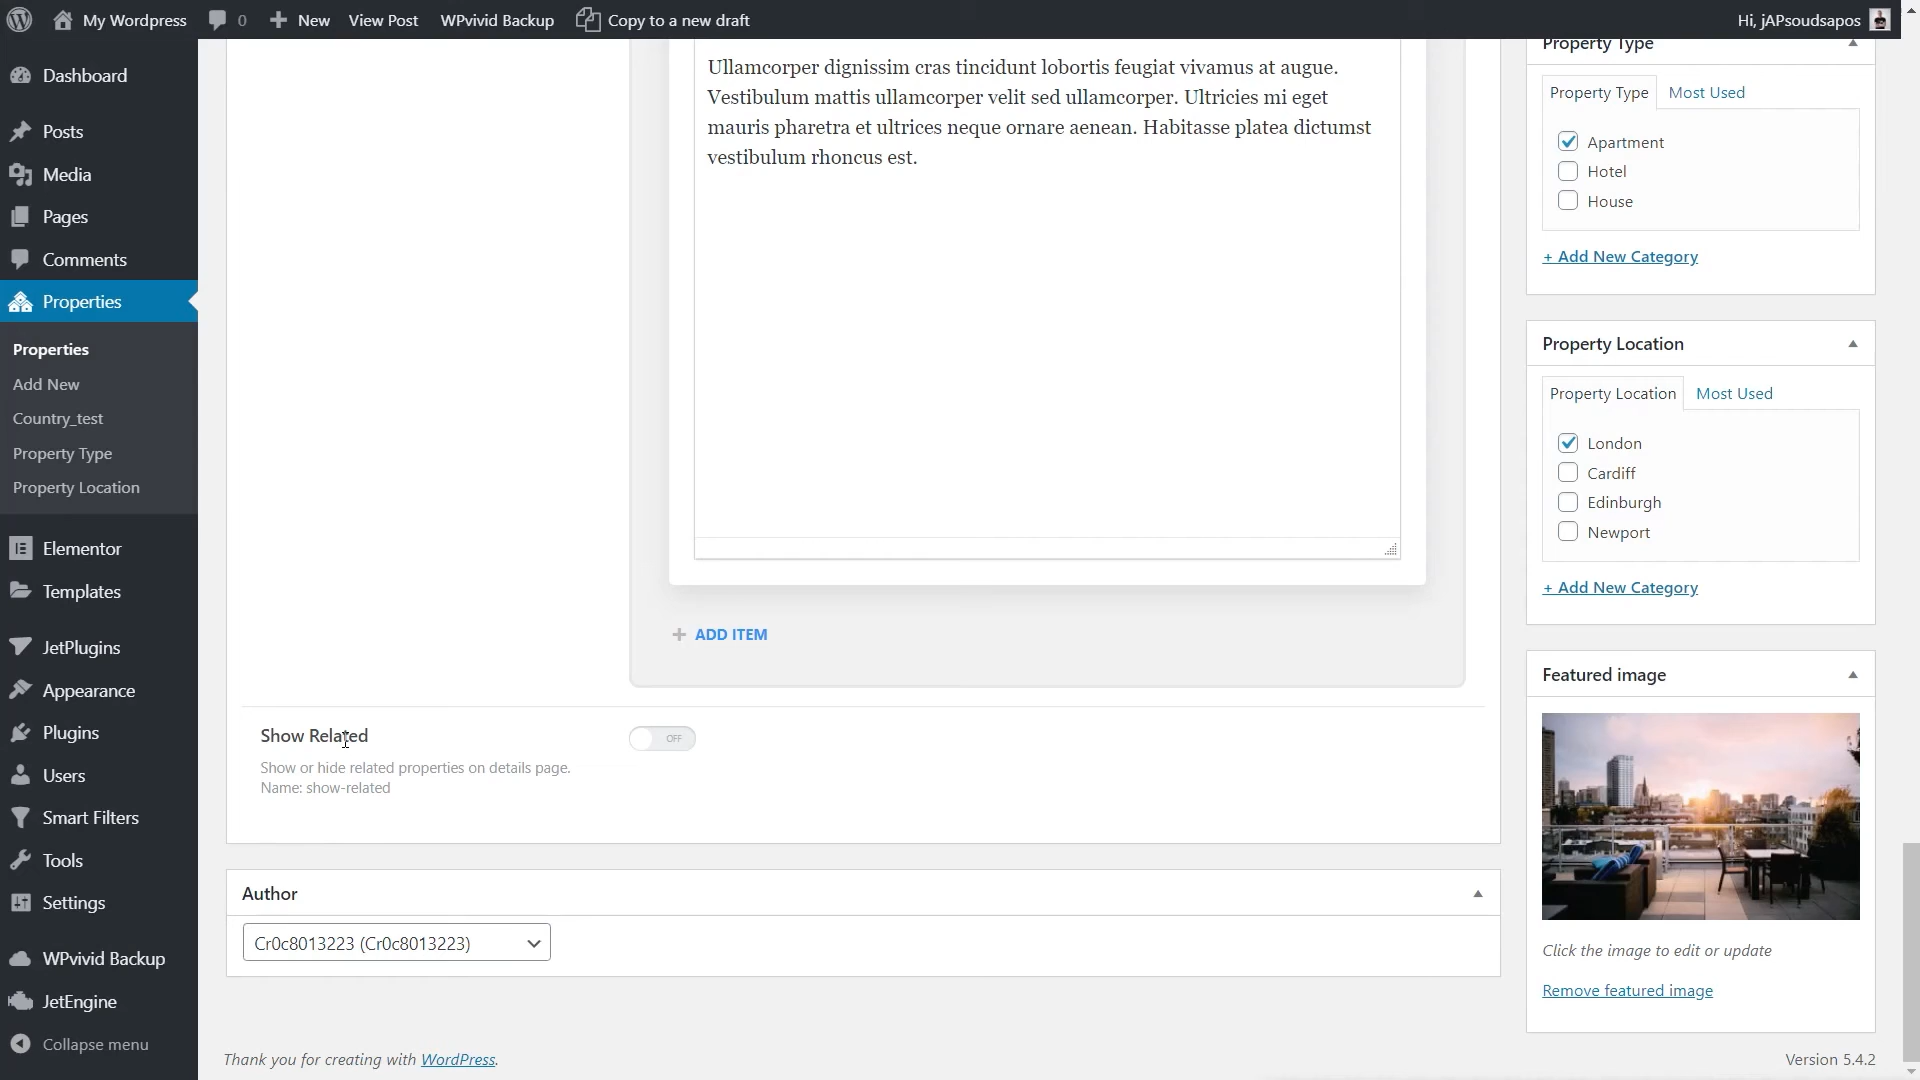 My Wordpress
0
New
View Post
WPvivid Backup
Copy to a new draft
Hi, jAPsoudsapos
Dashboard
Posts
Media
Pages
Comments
Properties
Properties
Add New
Country_test
Property Type
Property Location
Elementor
Templates
JetPlugins
Appearance
Plugins
Users
Smart Filters
Tools
Settings
WPvivid Backup
JetEngine
Collapse menu
Ullamcorper dignissim cras tincidunt lobortis feugiat vivamus at augue.
Vestibulum mattis ullamcorper velit sed ullamcorper. Ultricies mi eget
mauris pharetra et ultrices neque ornare aenean. Habitasse platea dictumst
vestibulum rhoncus est.
+ ADD ITEM
Show Related
OFF
Show or hide related properties on details page.
Name: show-related
Author
Cr0c8013223 (Cr0c8013223)
Thank you for creating with WordPress.
Property Type
Property Type
Most Used
Apartment
Hotel
House
+ Add New Category
Property Location
Property Location
Most Used
London
Cardiff
Edinburgh
Newport
+ Add New Category
Featured image
Click the image to edit or update
Remove featured image
Version 5.4.2